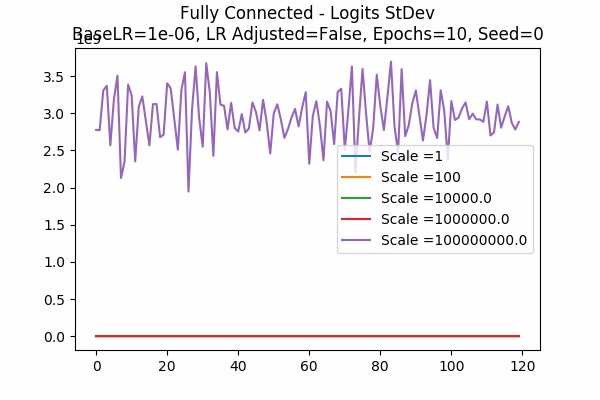 Fully Connected - Logits StDev
BaseLR=1e-06, LR Adjusted=False, Epochs=10, Seed=0
1e9
3.5
3.0
2.5
2.0
1.5
1.0
0.5
0.0
Scale =1
Scale =100
Scale =10000.0
Scale =1000000.0
Scale =100000000.0
0 20 40 60 80 100 120